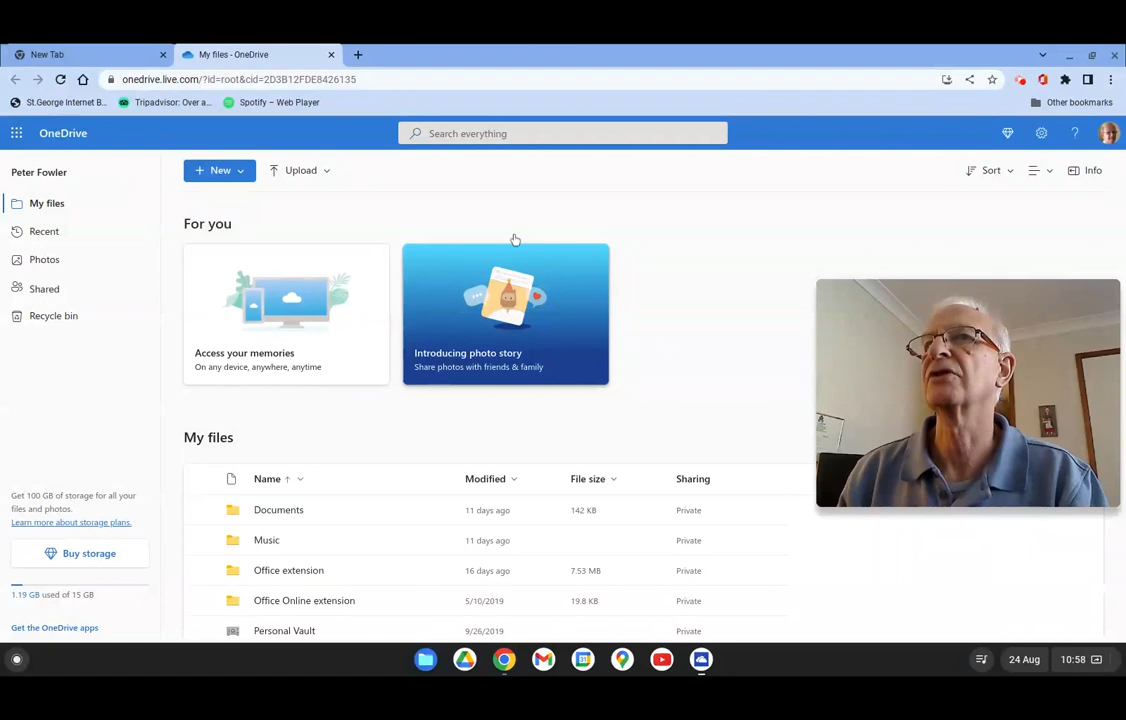 New Tab
My files - OneDrive
onedrive.live.com/?id=root&cid=2D3B12FDE8426135
St.George Internet B...
Tripadvisor: Over a...
Spotify – Web Player
Other bookmarks
OneDrive
Search everything
Peter Fowler
New
Upload
Sort
Info
My files
Recent
Photos
Shared
Recycle bin
For you
Access your memories
On any device, anywhere, anytime
Introducing photo story
Share photos with friends & family
My files
Name
Modified
File size
Sharing
Documents
11 days ago
142 KB
Private
Music
11 days ago
Private
Office extension
16 days ago
7.53 MB
Private
Office Online extension
5/10/2019
19.8 KB
Private
Personal Vault
9/26/2019
Private
Get 100 GB of storage for all your
files and photos.
Learn more about storage plans.
Buy storage
1.19 GB used of 15 GB
Get the OneDrive apps
31
24 Aug
10:58